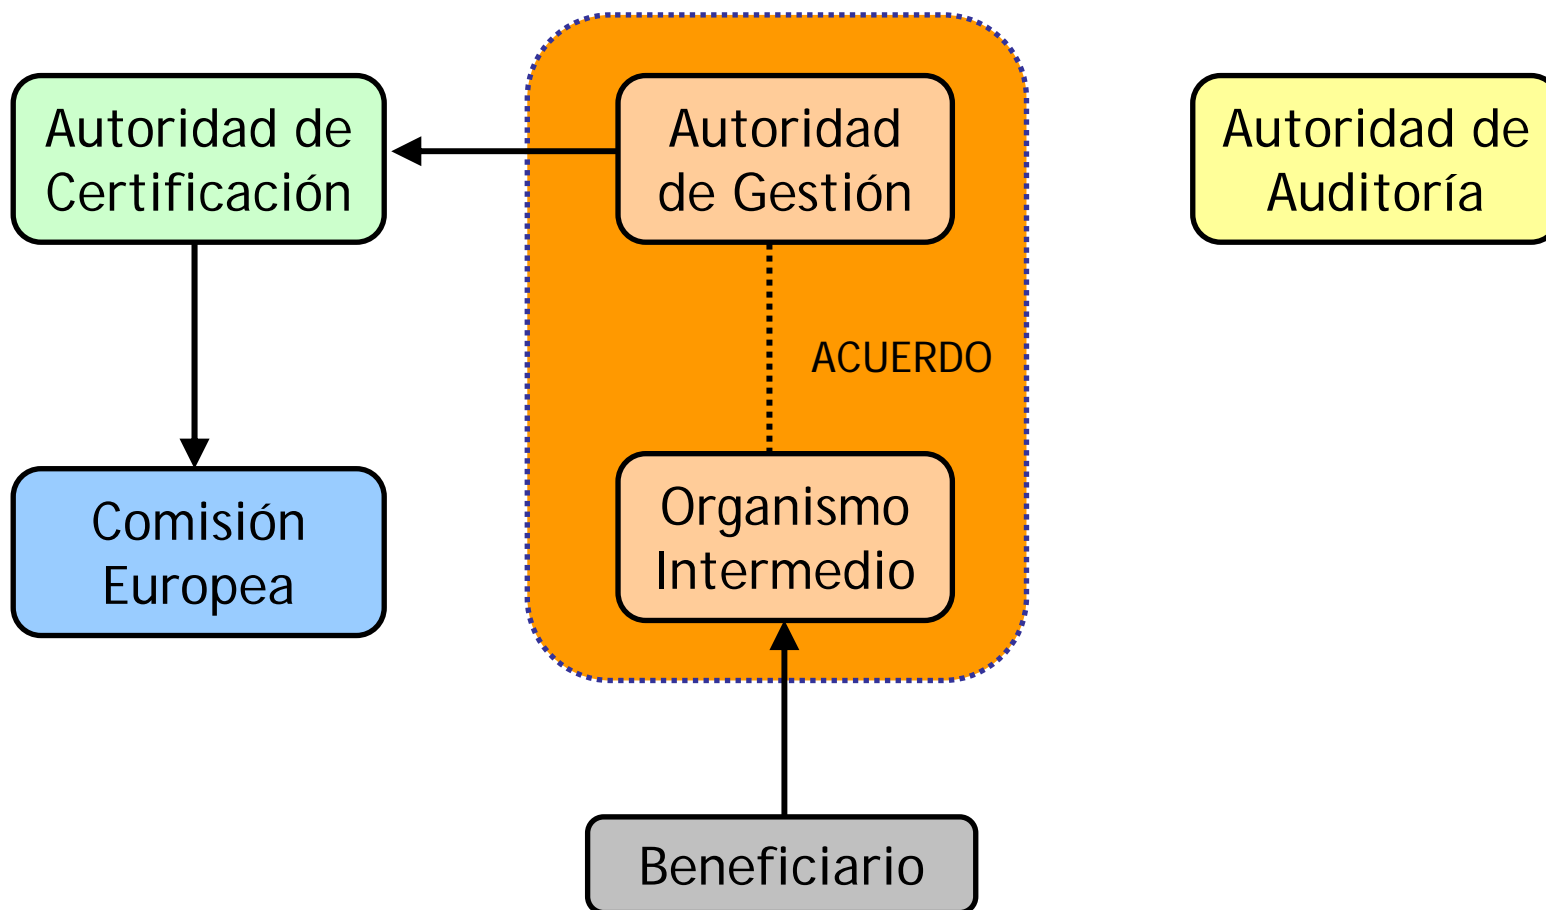 Autoridad de
Certificación
Autoridad
de Gestión
Autoridad de
Auditoría
ACUERDO
Comisión
Europea
Organismo
Intermedio
Beneficiario